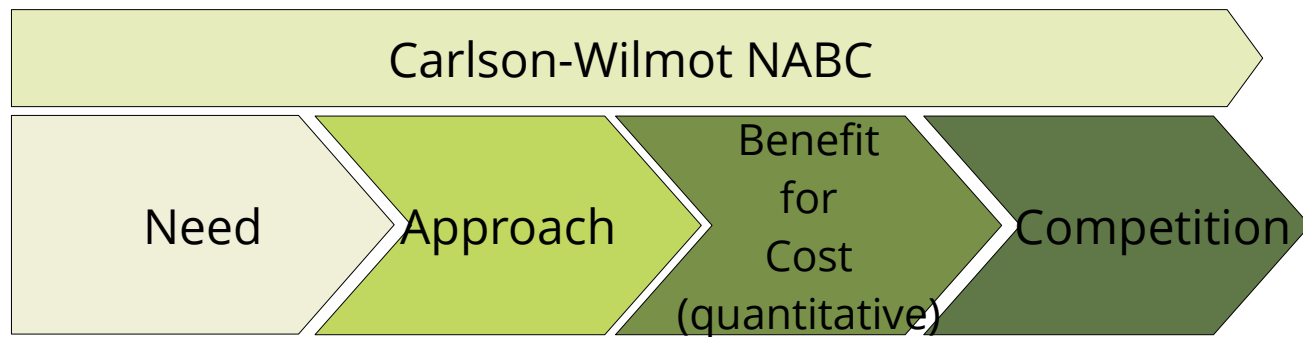 Carlson-Wilmot NABC
Need
Approach
Benefit
for
Cost
(quantitative)
Competition